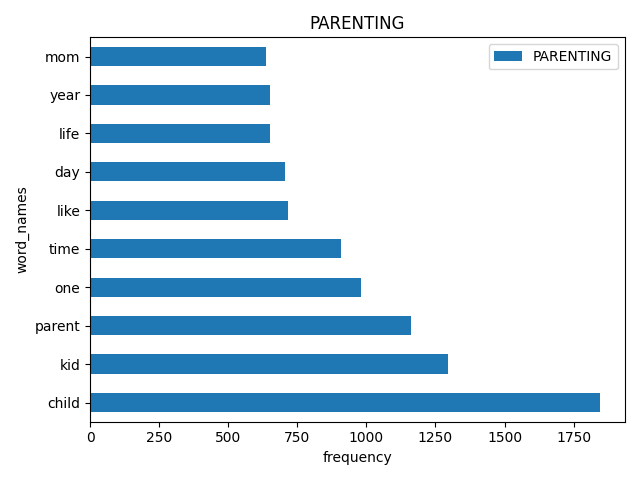 PARENTING
PARENTING
mom
year
life
day
like
time
one
parent
kid
child
word_names
0 250 500 750 1000 1250 1500 1750
frequency